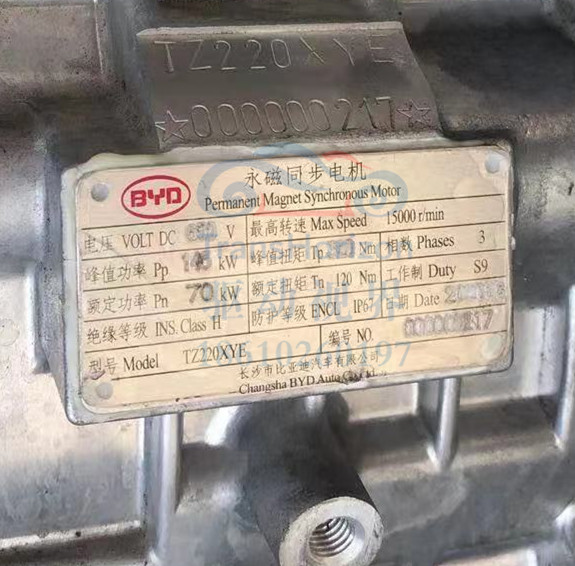 TZ220XYE
☆000000217☆
BYD
永磁同步电机
Permanent Magnet Synchronous Motor
电压 VOLT DC V 最高转速 Max Speed 15000 r/min
峰值功率 Pp kW 峰值扭矩 Tp Nm 相数 Phases 3
额定功率 Pn 70 kW 额定扭矩 Tn 120 Nm 工作制 Duty S9
绝缘等级 INS. Class H 防护等级 ENCL IP67 日期 Date
型号 Model TZ220XYE 编号 NO. 000000217
长沙市比亚迪汽车有限公司
Changsha BYD Auto Co., Ltd.
TransHorizon